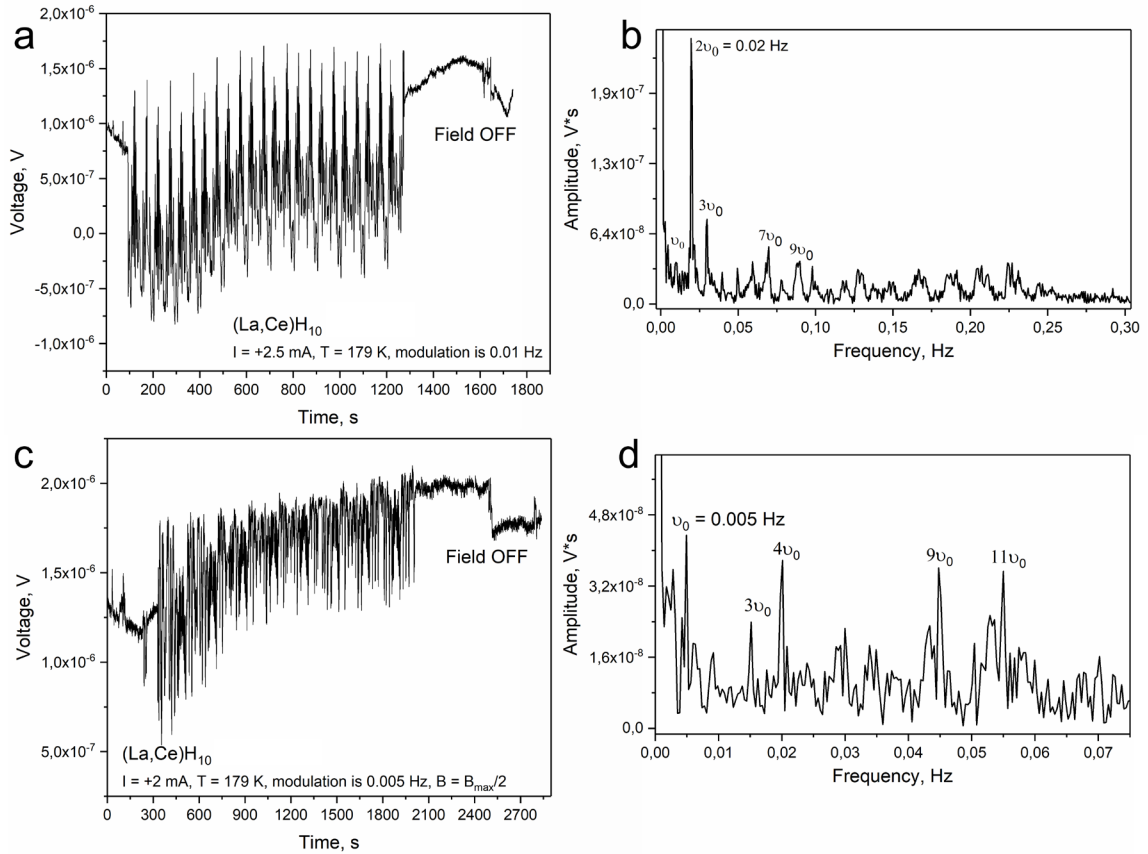 a
2,0x10⁻⁶
1,5x10⁻⁶
1,0x10⁻⁶
5,0x10⁻⁷
0,0
-5,0x10⁻⁷
-1,0x10⁻⁶
Voltage, V
Field OFF
(La,Ce)H₁₀
I = +2.5 mA, T = 179 K, modulation is 0.01 Hz
0 200 400 600 800 1000 1200 1400 1600 1800
Time, s
b
1,9x10⁻⁷
1,3x10⁻⁷
6,4x10⁻⁸
0,0
Amplitude, V*s
2υ₀ = 0.02 Hz
υ₀
3υ₀
7υ₀
9υ₀
0,00 0,05 0,10 0,15 0,20 0,25 0,30
Frequency, Hz
c
2,0x10⁻⁶
1,5x10⁻⁶
1,0x10⁻⁶
5,0x10⁻⁷
Voltage, V
Field OFF
(La,Ce)H₁₀
I = +2 mA, T = 179 K, modulation is 0.005 Hz, B = Bₘₐₓ/2
0 300 600 900 1200 1500 1800 2100 2400 2700
Time, s
d
4,8x10⁻⁸
3,2x10⁻⁸
1,6x10⁻⁸
0,0
Amplitude, V*s
υ₀ = 0.005 Hz
3υ₀
4υ₀
9υ₀
11υ₀
0,00 0,01 0,02 0,03 0,04 0,05 0,06 0,07
Frequency, Hz